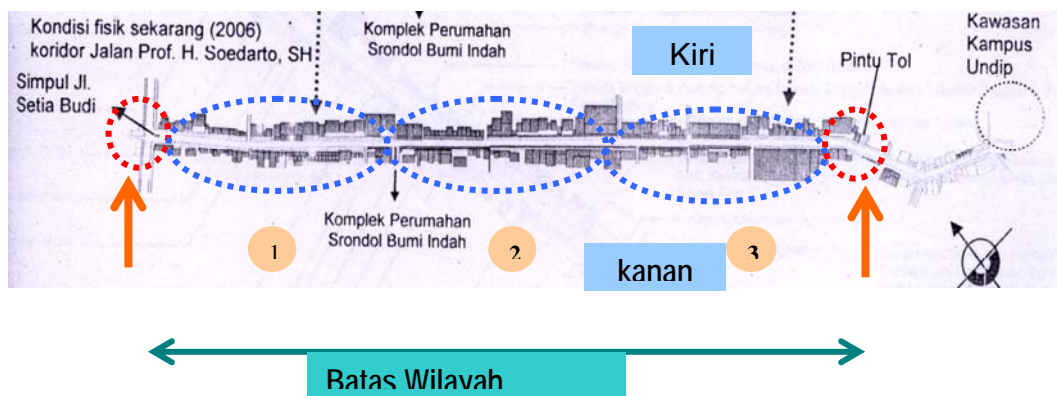 Kondisi fisik sekarang (2006)
koridor Jalan Prof. H. Soedarto, SH
Komplek Perumahan
Srondol Bumi Indah
Kiri
Kawasan
Kampus
Undip
Pintu Tol
Simpul Jl.
Setia Budi
Komplek Perumahan
Srondol Bumi Indah
1
2
3
kanan
Batas Wilayah